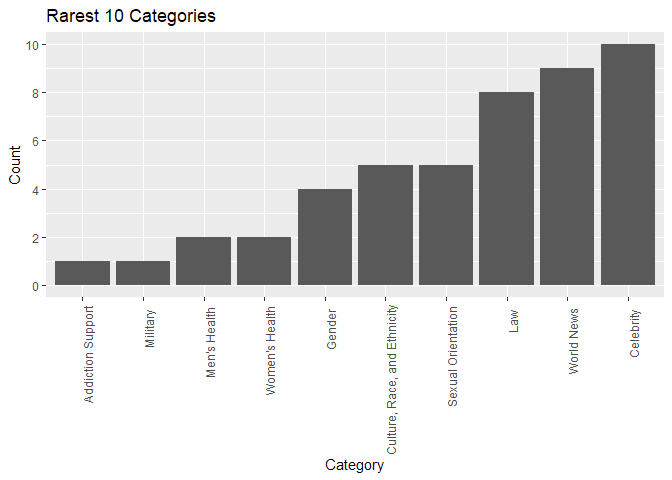 Rarest 10 Categories
10
8
6
4
2
0
Count
Addiction Support
Military
Men's Health
Women's Health
Gender
Culture, Race, and Ethnicity
Sexual Orientation
Law
World News
Celebrity
Category